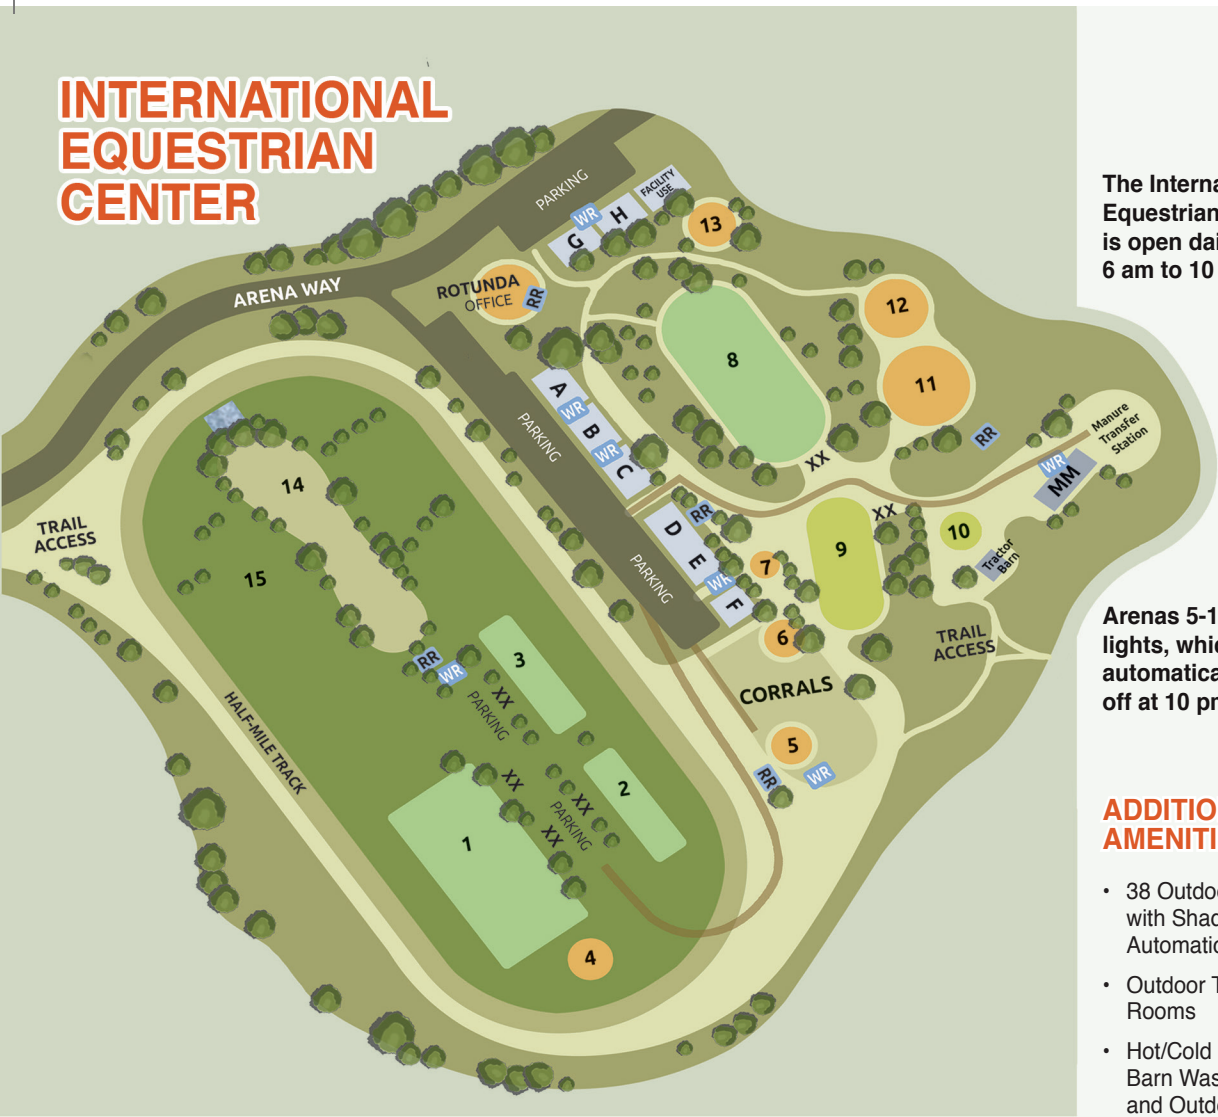 INTERNATIONAL
EQUESTRIAN
CENTER
PARKING
FACILITY
USE
WR
H
G
13
ROTUNDA
OFFICE
RR
ARENA WAY
12
11
8
A
WR
B
WR
C
PARKING
XX
RR
Manure
Transfer
Station
WR
MM
14
15
TRAIL
ACCESS
D
RR
E
WR
F
PARKING
7
9
XX
10
Tractor
Barn
6
TRAIL
ACCESS
CORRALS
5
RR
WR
RR
WR
3
XX
PARKING
HALF-MILE TRACK
2
XX
XX
PARKING
XX
1
4
The Interna
Equestrian
is open dai
6 am to 10
Arenas 5-1
lights, whic
automatica
off at 10 pm
ADDITIO
AMENITI
• 38 Outdoo
with Shad
Automatic
• Outdoor T
Rooms
• Hot/Cold
Barn Was
and Outdo